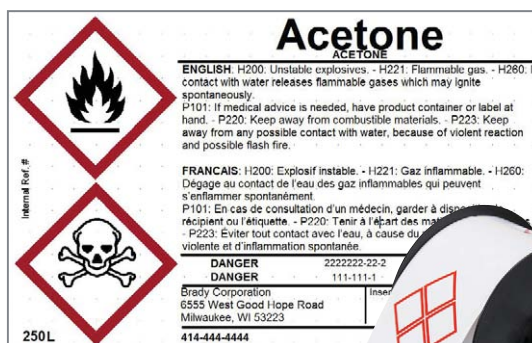 Acetone
ACETONE
ENGLISH: H200: Unstable explosives. - H221: Flammable gas. - H260: I
contact with water releases flammable gases which may ignite
spontaneously.
P101: If medical advice is needed, have product container or label at
hand. - P220: Keep away from combustible materials. - P223: Keep
away from any possible contact with water, because of violent reaction
and possible flash fire.
FRANCAIS: H200: Explosif instable. - H221: Gaz inflammable. - H260:
Dégage au contact de l'eau des gaz inflammables qui peuvent
s'enflammer spontanément.
P101: En cas de consultation d'un médecin, garder à
récipient ou l'étiquette. - P220: Tenir à l'écart des
- P223: Éviter tout contact avec l'eau, à cause du
violente et d'inflammation spontanée.
DANGER 2222222-22-2
DANGER 111-111-1
Brady Corporation
6555 West Good Hope Road
Milwaukee, WI 53223
414-444-4444
Internal Ref. #
250L